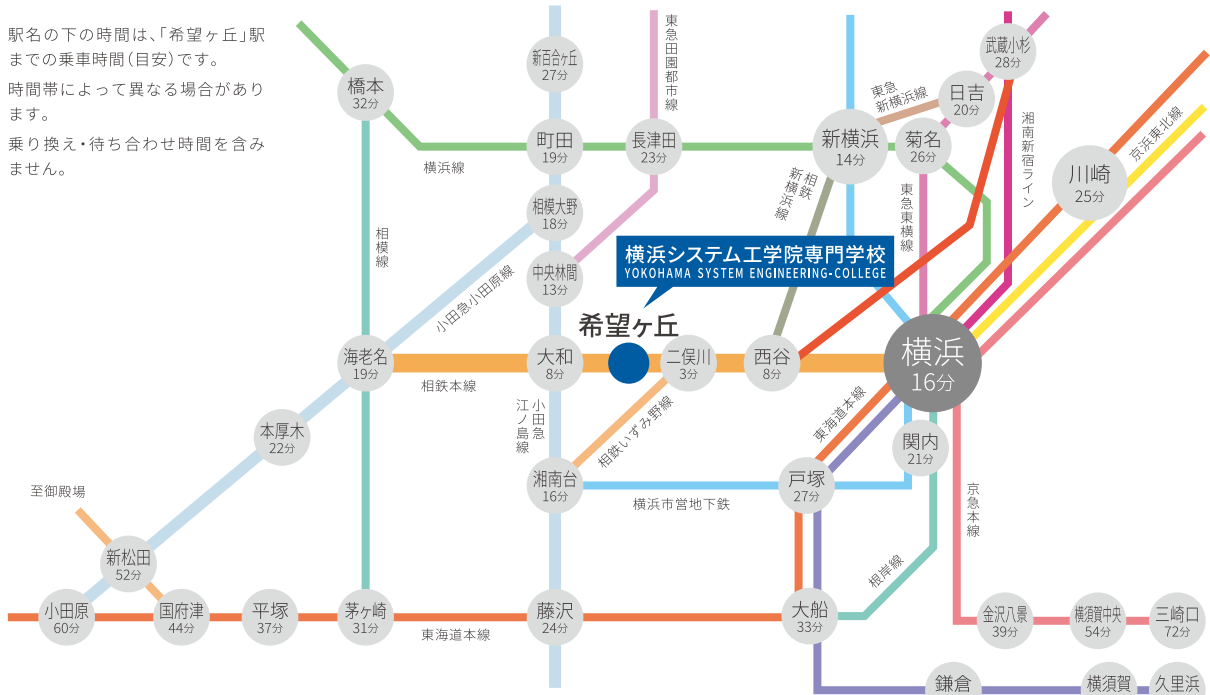 駅名の下の時間は、「希望ヶ丘」駅
までの乗車時間（目安）です。
時間帯によって異なる場合があり
ます。
乗り換え・待ち合わせ時間を含み
ません。
橋本
32分
新百合ヶ丘
27分
東急田園都市線
武蔵小杉
28分
日吉
20分
東急
新横浜線
町田
19分
長津田
23分
新横浜
14分
菊名
26分
湘南新宿ライン
京浜東北線
川崎
25分
横浜線
相模大野
18分
相鉄
新横浜線
東急東横線
相模線
中央林間
13分
横浜システム工学院専門学校
YOKOHAMA SYSTEM ENGINEERING-COLLEGE
小田急小田原線
希望ヶ丘
海老名
19分
大和
8分
二俣川
3分
西谷
8分
横浜
16分
相鉄本線
小田急
江ノ島線
相鉄いずみ野線
東海道本線
本厚木
22分
関内
21分
湘南台
16分
戸塚
27分
横浜市営地下鉄
京急本線
至御殿場
新松田
52分
根岸線
小田原
60分
国府津
44分
平塚
37分
茅ヶ崎
31分
東海道本線
藤沢
24分
大船
33分
金沢八景
39分
横須賀中央
54分
三崎口
72分
鎌倉
横須賀
久里浜